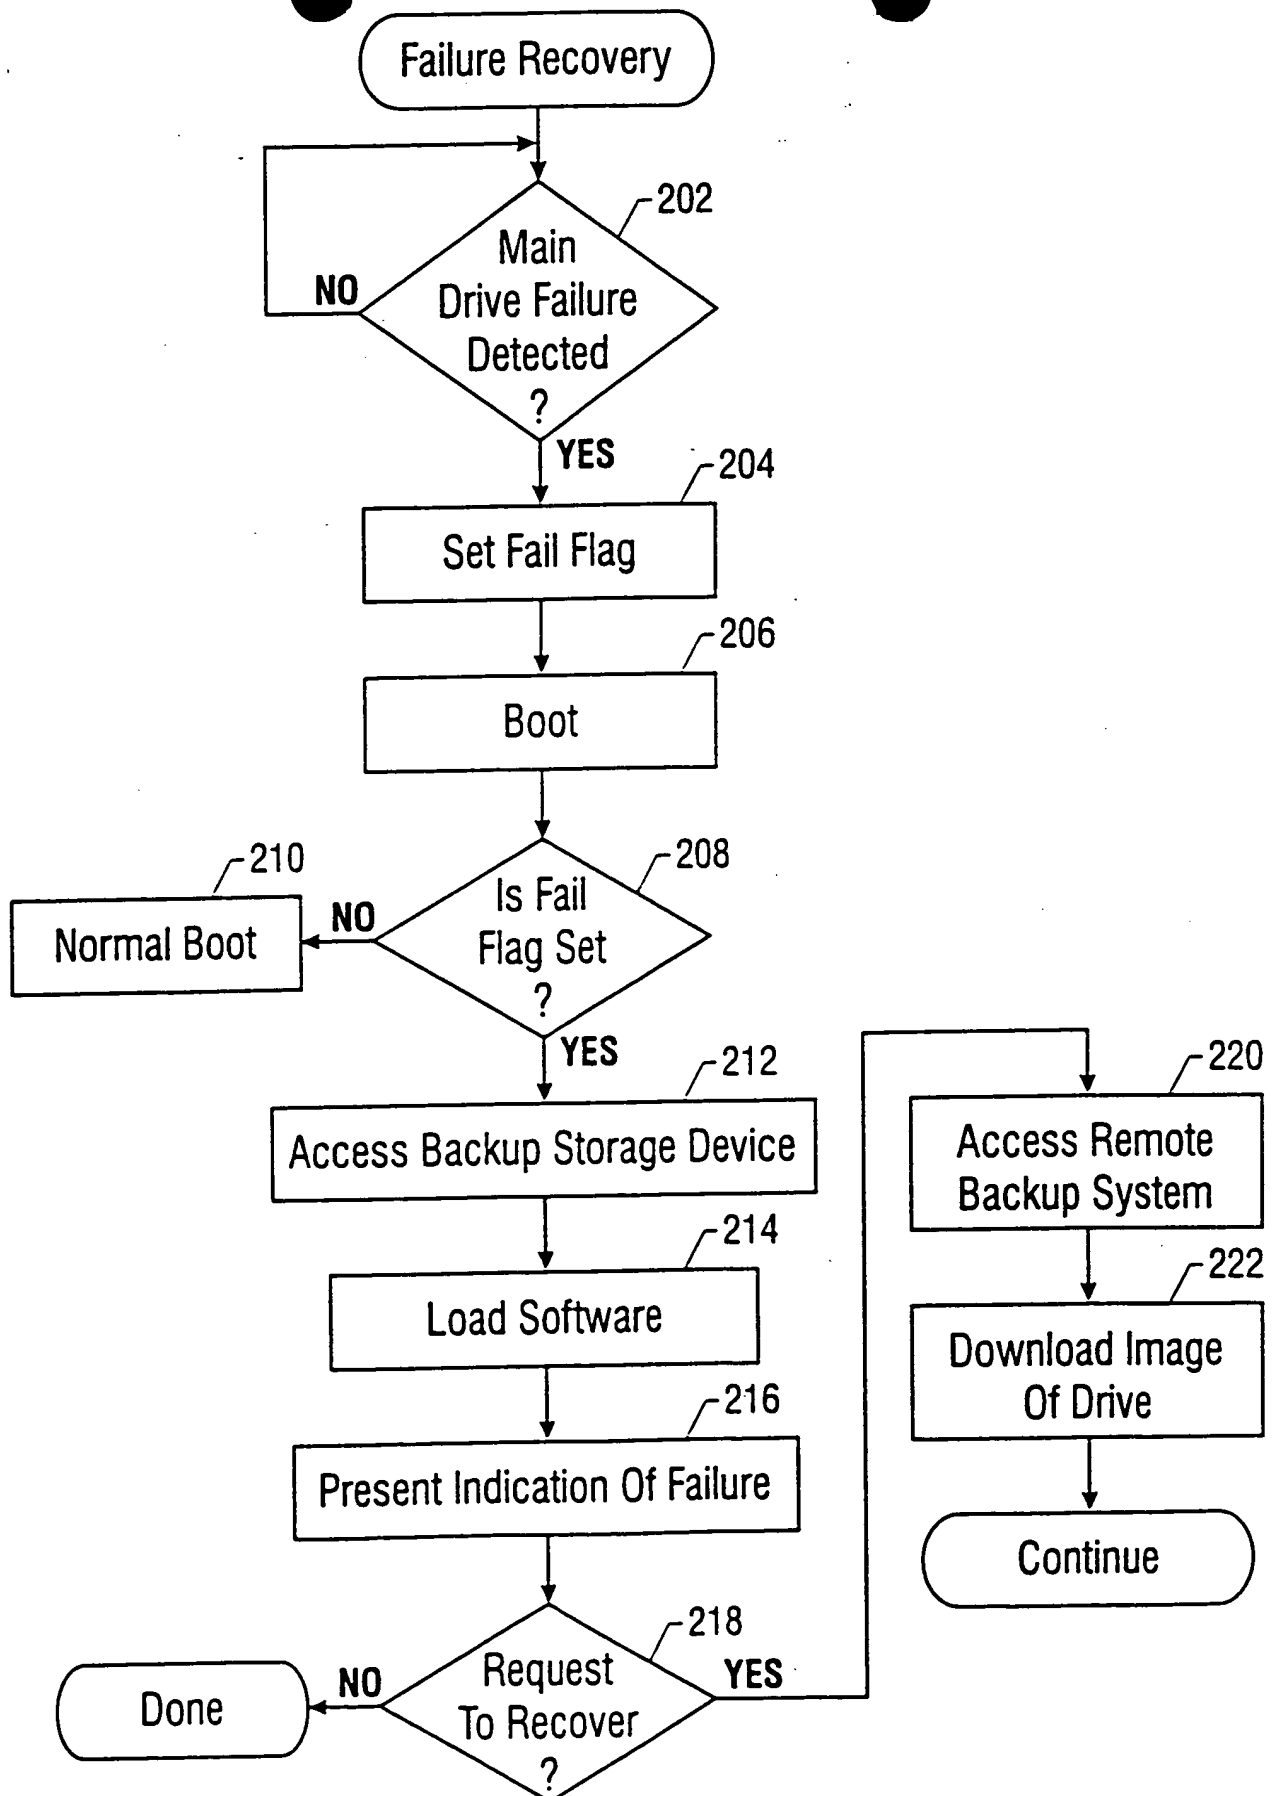 Failure Recovery
202
Main
Drive Failure
Detected
?
NO
YES
204
Set Fail Flag
206
Boot
208
Is Fail
Flag Set
?
NO
210
Normal Boot
YES
212
Access Backup Storage Device
214
Load Software
216
Present Indication Of Failure
218
Request
To Recover
?
NO
Done
YES
220
Access Remote
Backup System
222
Download Image
Of Drive
Continue